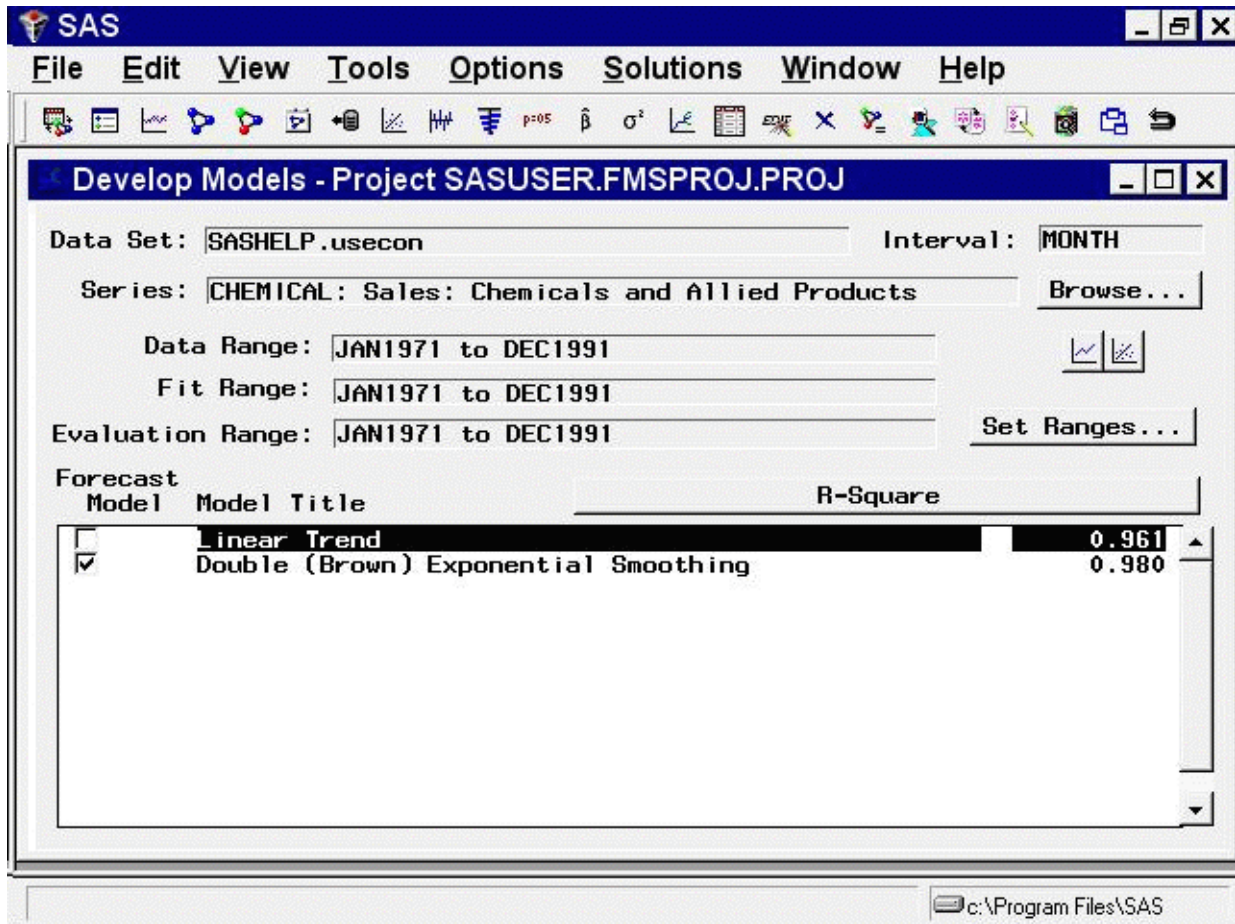 SAS
File Edit View Tools Options Solutions Window Help
p=05 β̂ σ²
Develop Models - Project SASUSER.FMSPROJ.PROJ
Data Set: SASHELP.usecon Interval: MONTH
Series: CHEMICAL: Sales: Chemicals and Allied Products Browse...
Data Range: JAN1971 to DEC1991
Fit Range: JAN1971 to DEC1991
Evaluation Range: JAN1971 to DEC1991 Set Ranges...
Forecast
Model Model Title R-Square
Linear Trend 0.961
Double (Brown) Exponential Smoothing 0.980
c:\Program Files\SAS